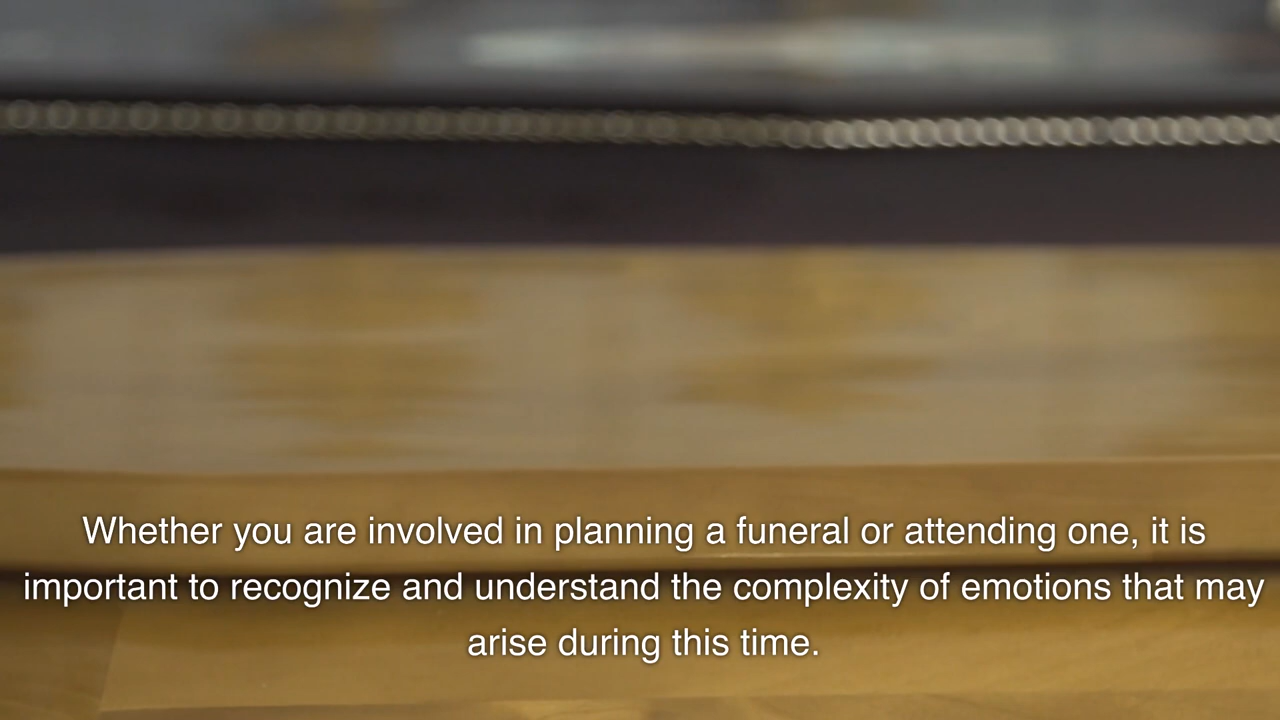 Whether you are involved in planning a funeral or attending one, it is
important to recognize and understand the complexity of emotions that may
arise during this time.